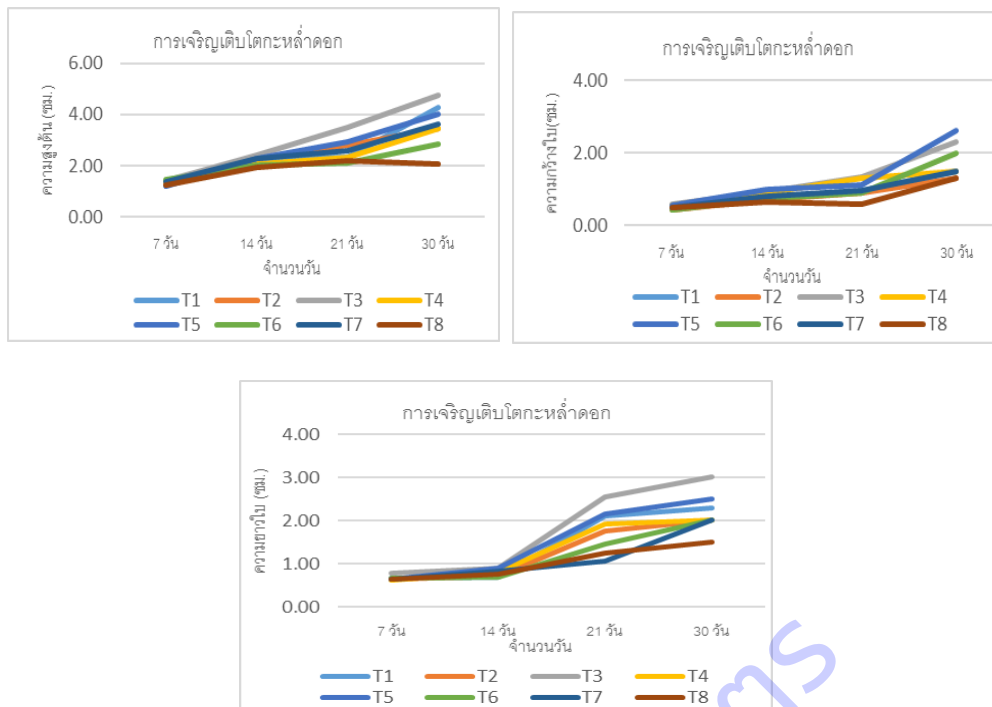 การเจริญเติบโตกะหล่ำดอก
6.00
4.00
2.00
0.00
ความสูงต้น (ซม.)
7 วัน 14 วัน 21 วัน 30 วัน
จำนวนวัน
T1 T2 T3 T4
T5 T6 T7 T8
การเจริญเติบโตกะหล่ำดอก
4.00
2.00
0.00
ความกว้างใบ(ซม.)
7 วัน 14 วัน 21 วัน 30 วัน
จำนวนวัน
T1 T2 T3 T4
T5 T6 T7 T8
การเจริญเติบโตกะหล่ำดอก
4.00
3.00
2.00
1.00
0.00
ความยาวใบ (ซม.)
7 วัน 14 วัน 21 วัน 30 วัน
จำนวนวัน
T1 T2 T3 T4
T5 T6 T7 T8